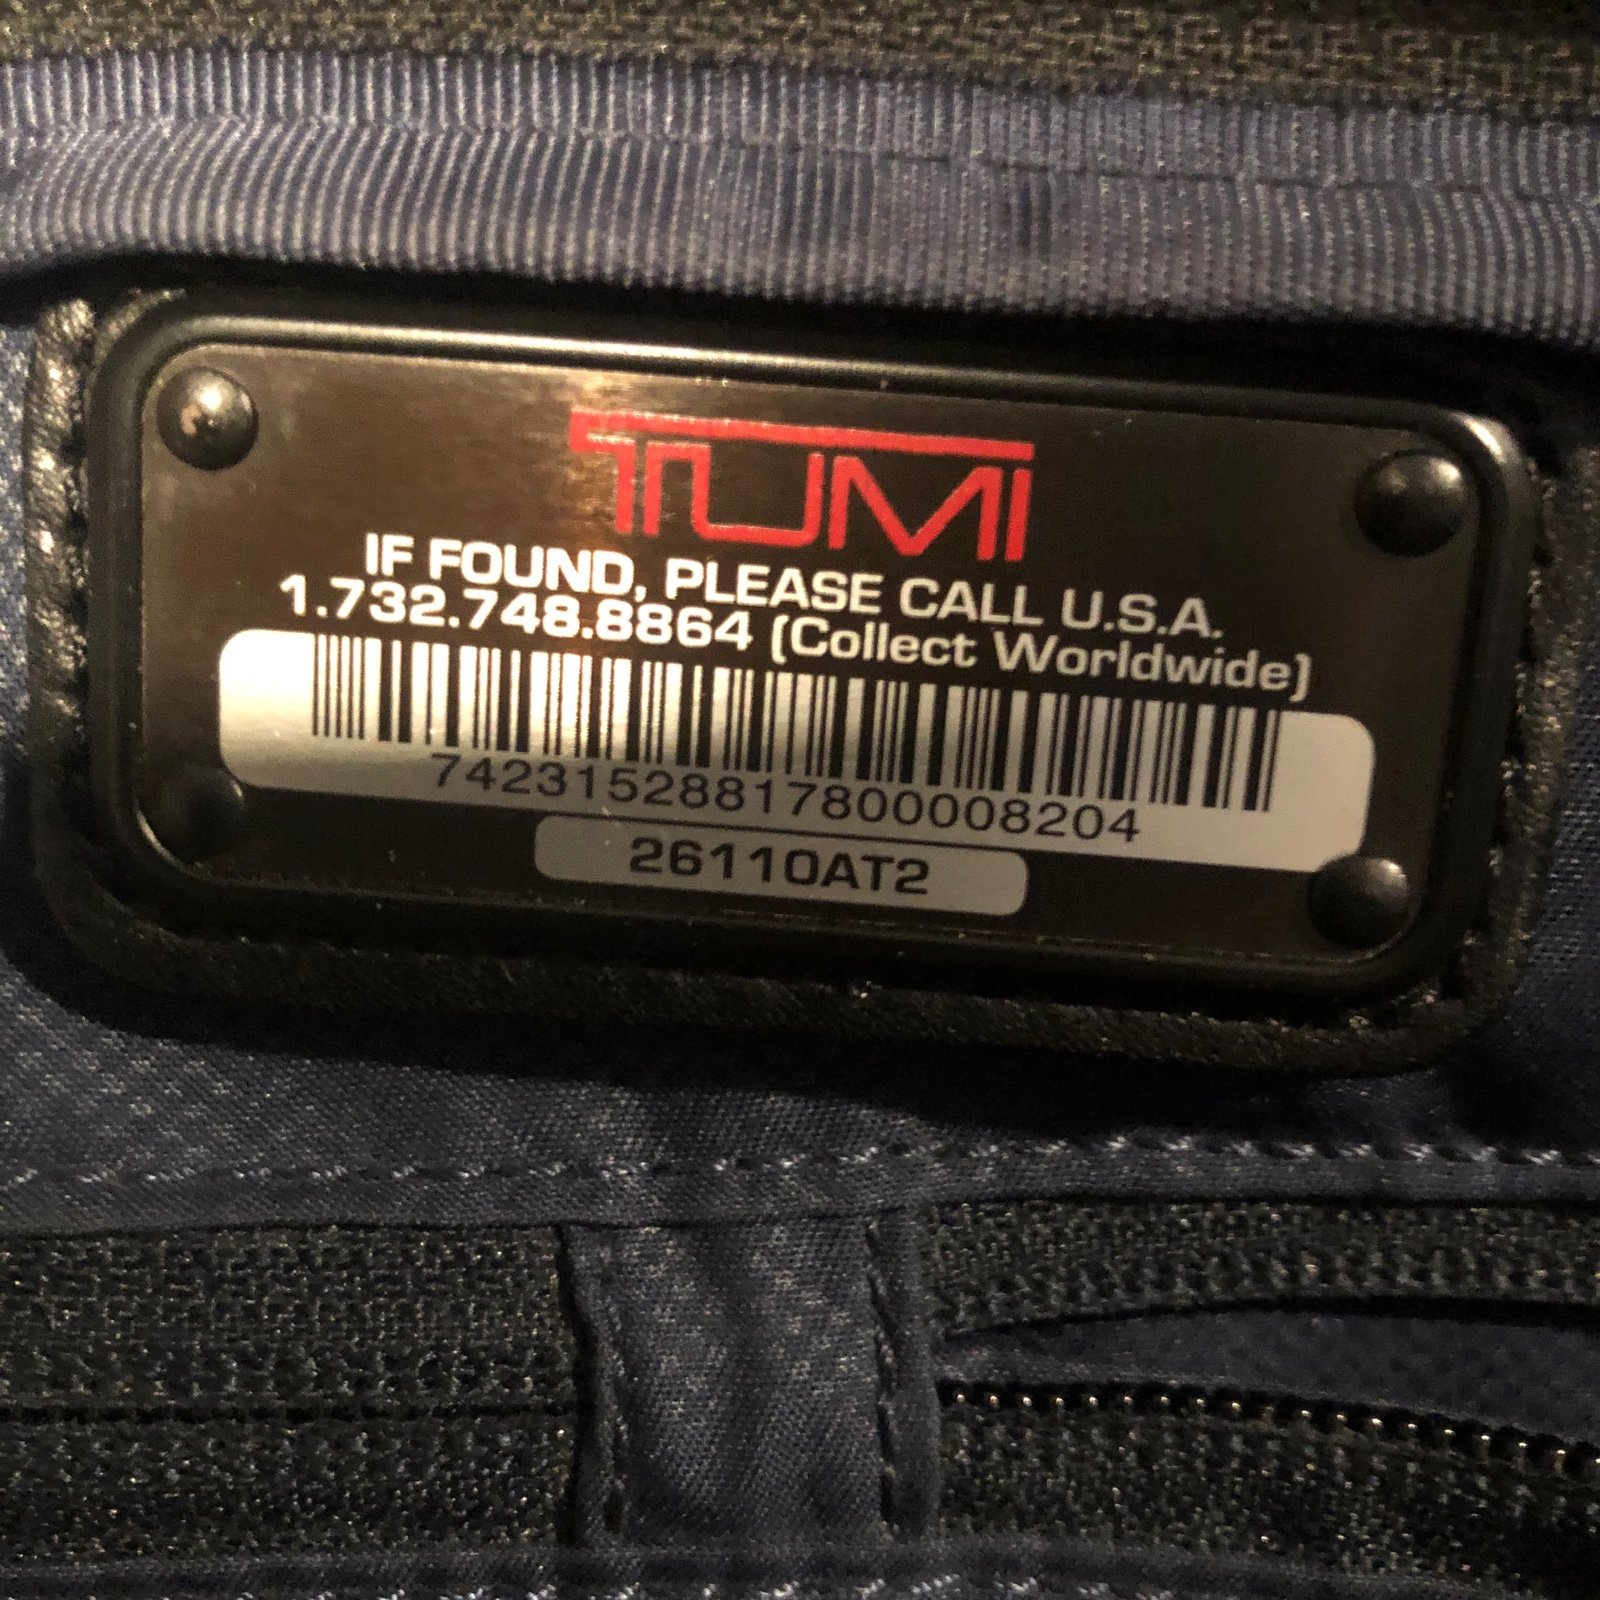 TUMI
IF FOUND, PLEASE CALL U.S.A.
1.732.748.8864 (Collect Worldwide)
74231528817800008204
26110AT2